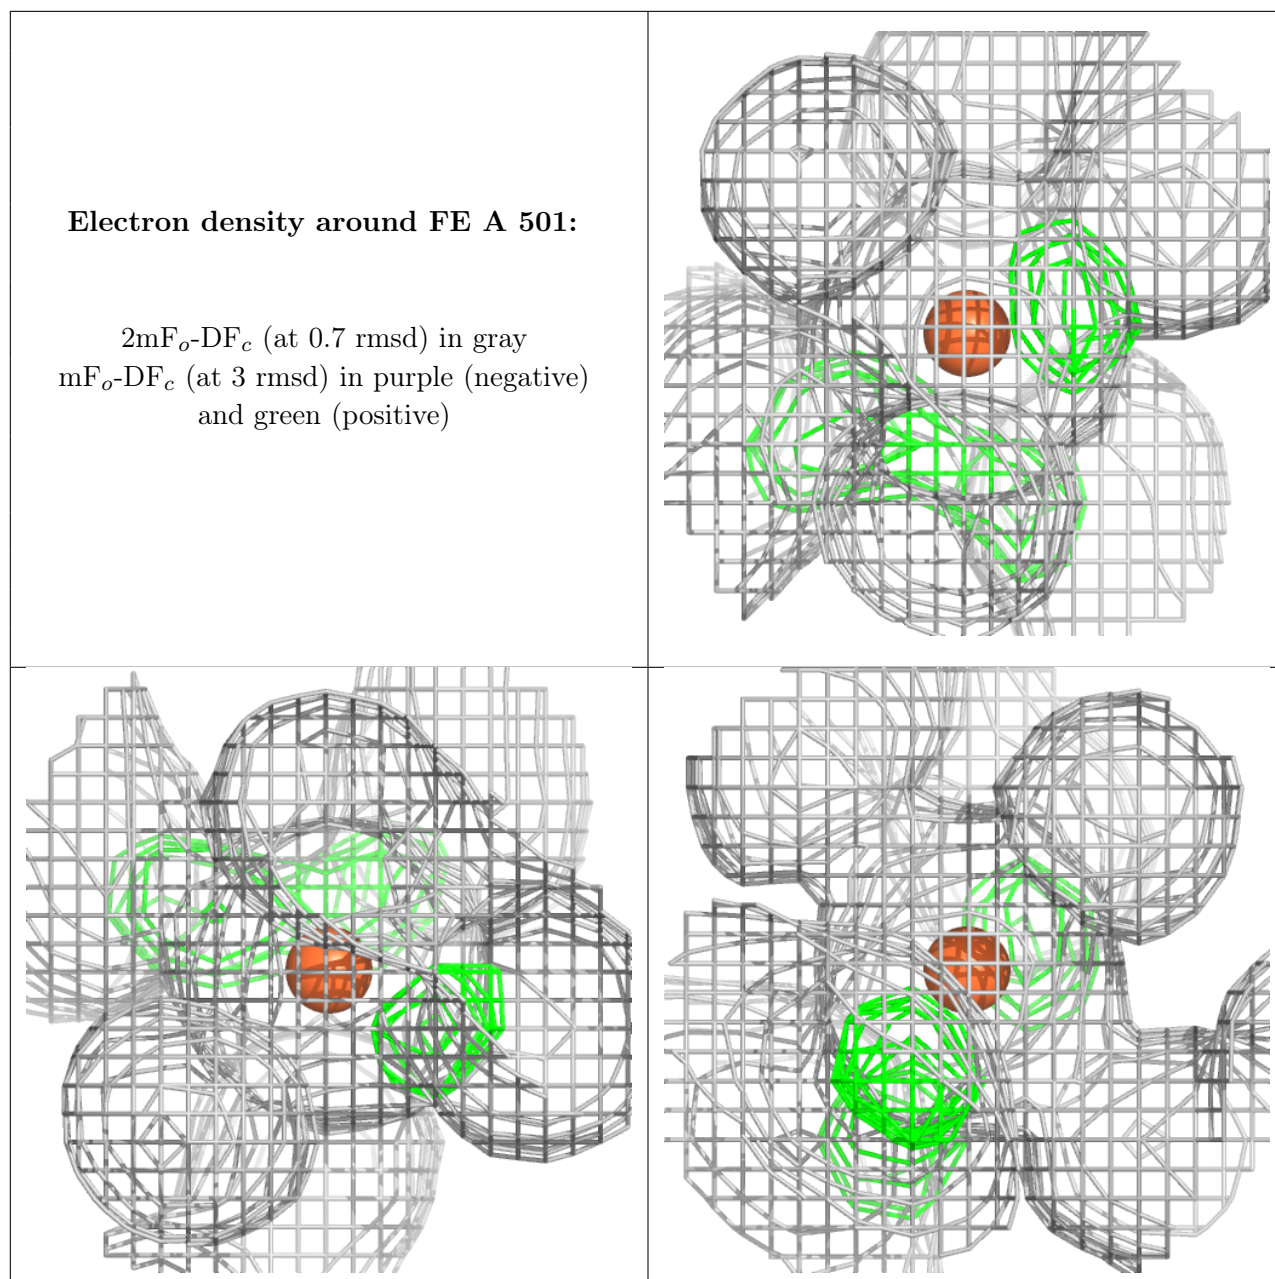 Electron density around FE A 501:
2mFₒ-DF𝒸 (at 0.7 rmsd) in gray
mFₒ-DF𝒸 (at 3 rmsd) in purple (negative)
and green (positive)